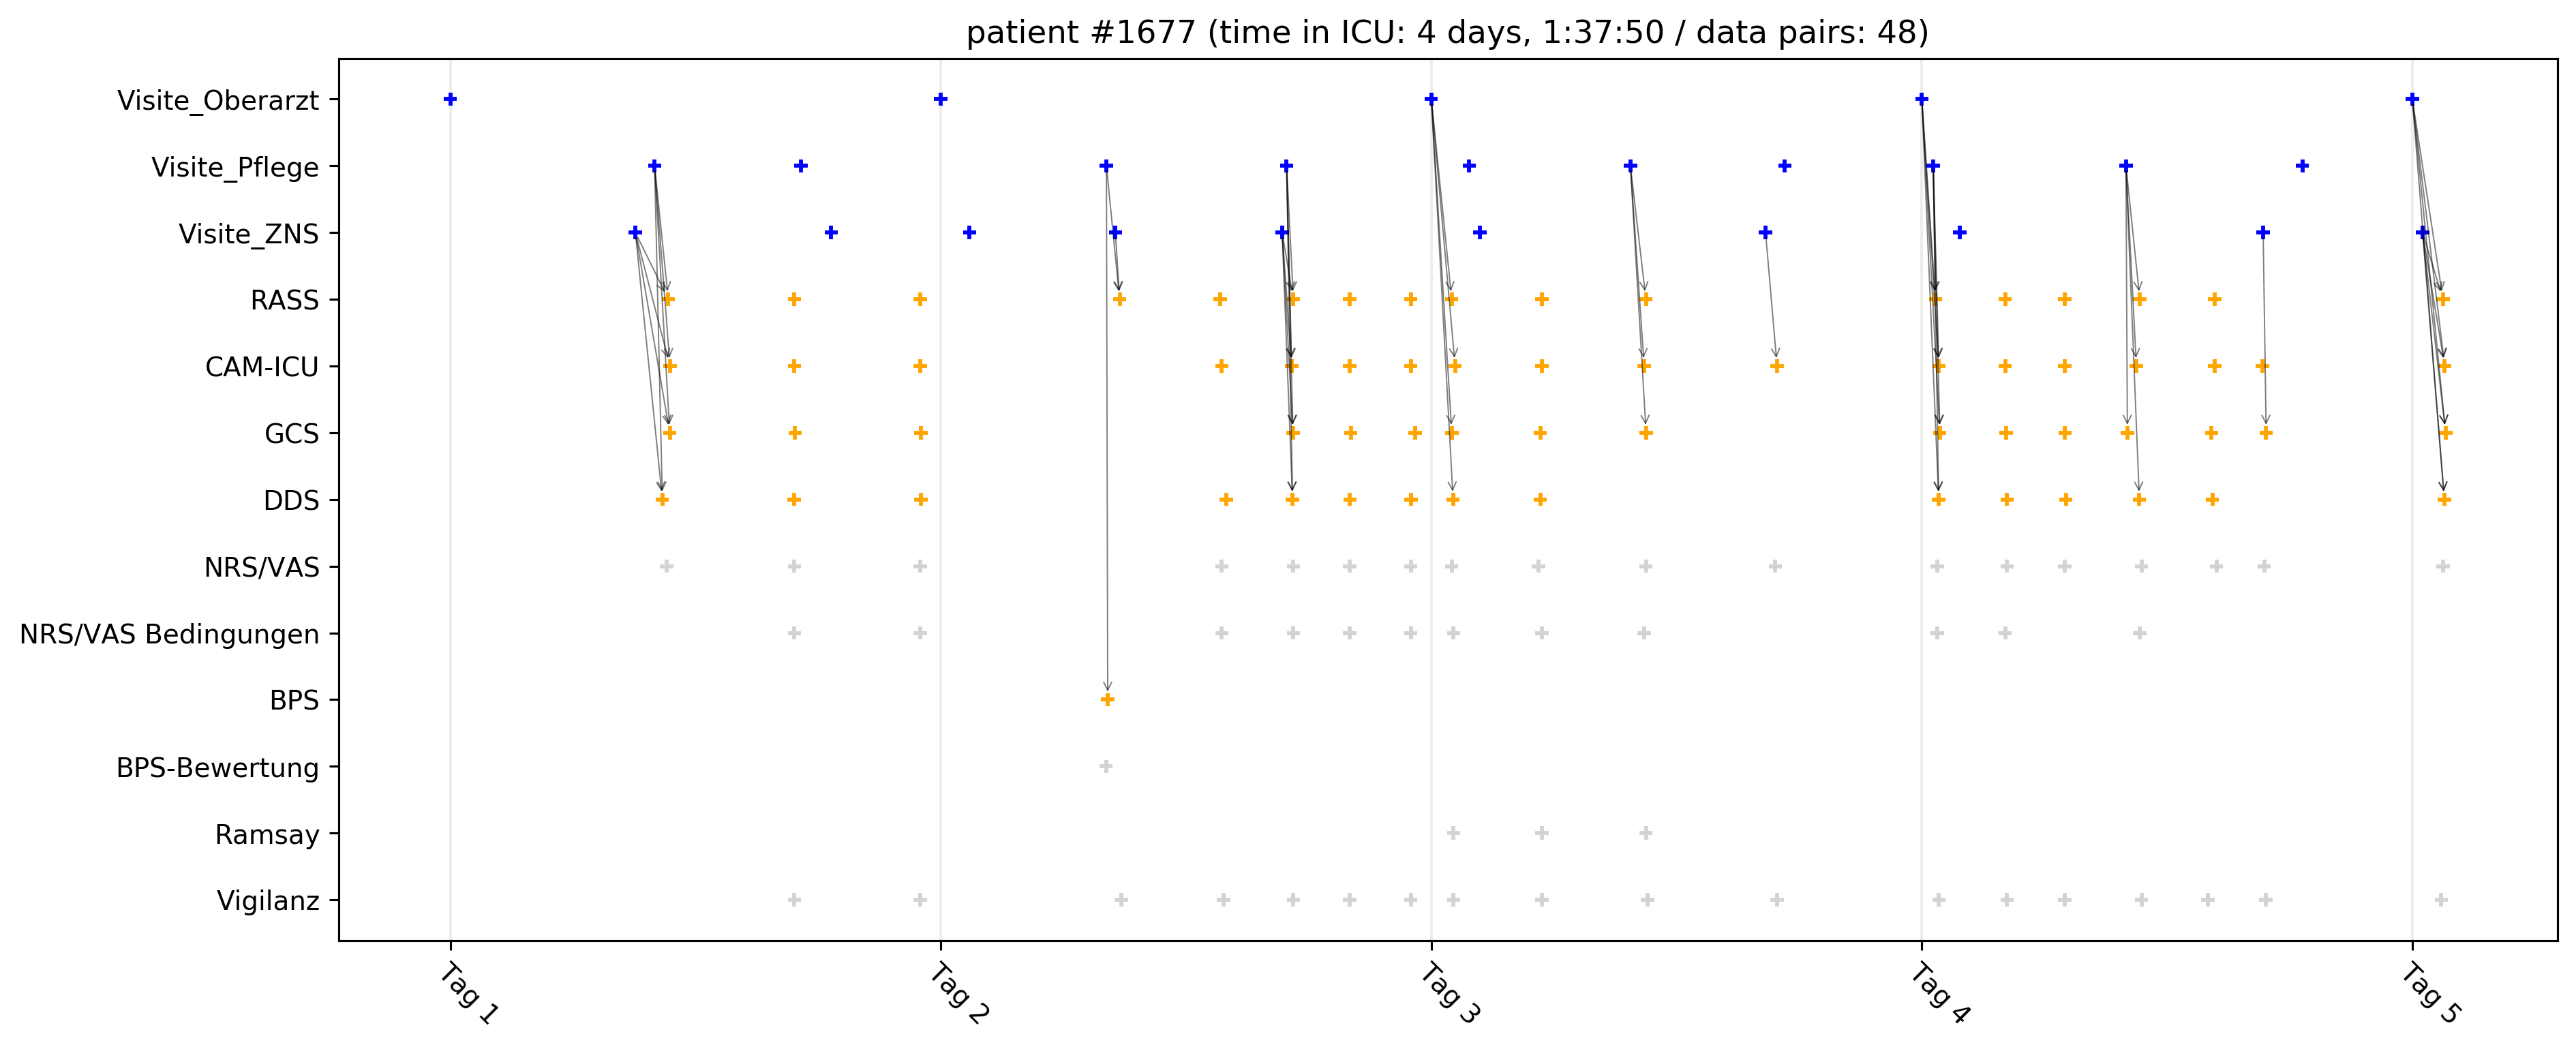 patient #1677 (time in ICU: 4 days, 1:37:50 / data pairs: 48)
Visite_Oberarzt
Visite_Pflege
Visite_ZNS
RASS
CAM-ICU
GCS
DDS
NRS/VAS
NRS/VAS Bedingungen
BPS
BPS-Bewertung
Ramsay
Vigilanz
Tag 1
Tag 2
Tag 3
Tag 4
Tag 5